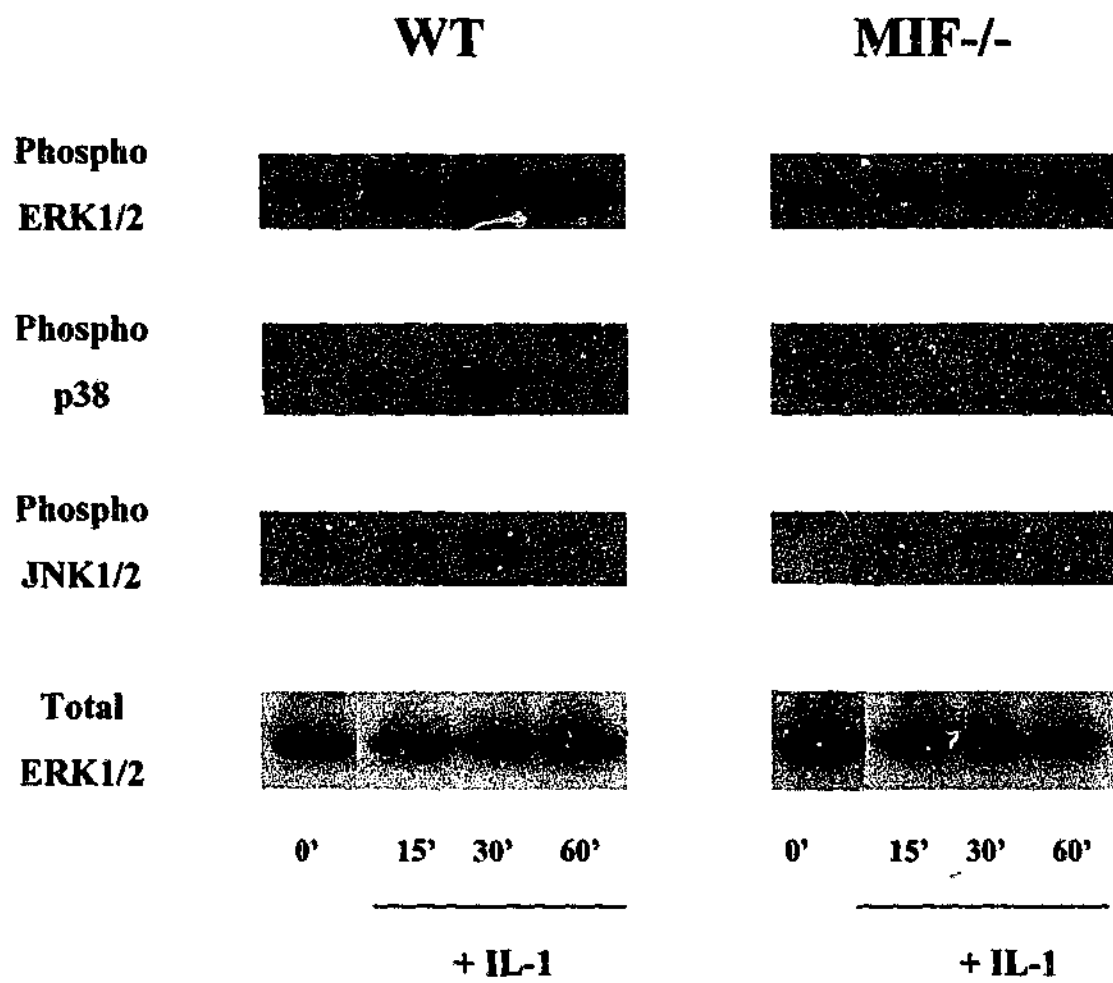 WT MIF-/-
Phospho
ERK1/2
Phospho
p38
Phospho
JNK1/2
Total
ERK1/2
0' 15' 30' 60' 0' 15' 30' 60'
+ IL-1 + IL-1